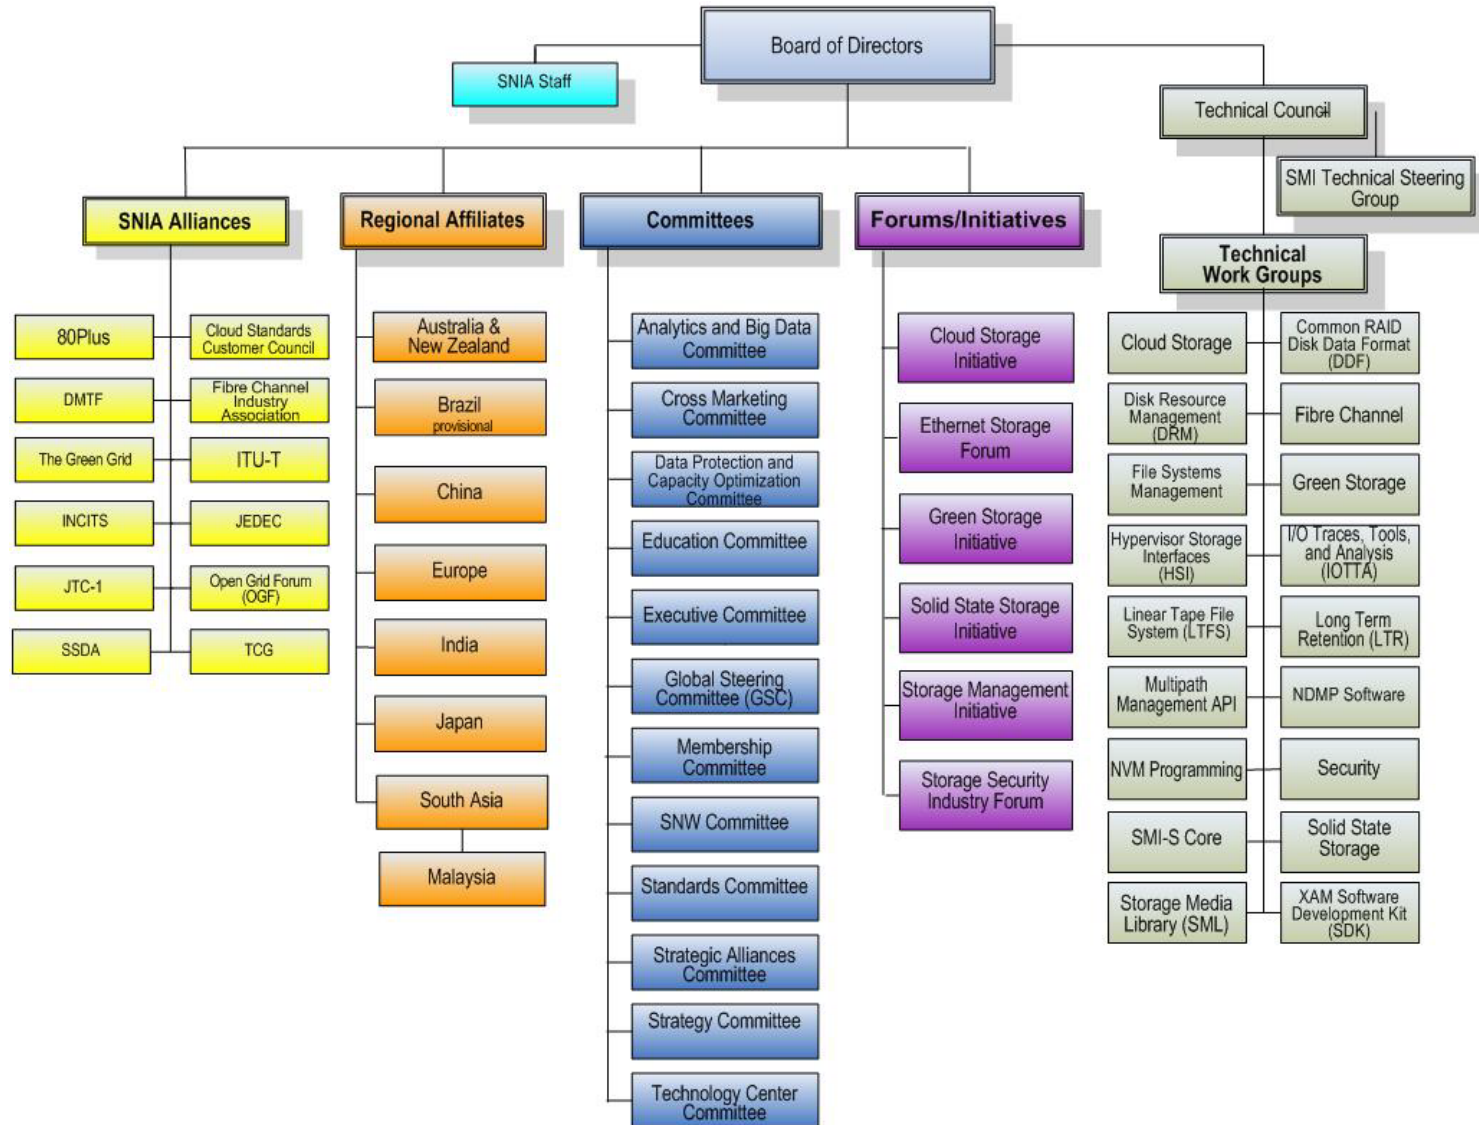 Board of Directors
SNIA Staff
Technical Council
SMI Technical Steering
Group
SNIA Alliances
Regional Affiliates
Committees
Forums/Initiatives
Technical
Work Groups
80Plus
Cloud Standards
Customer Council
DMTF
Fibre Channel
Industry
Association
The Green Grid
ITU-T
INCITS
JEDEC
JTC-1
Open Grid Forum
(OGF)
SSDA
TCG
Australia &
New Zealand
Brazil
provisional
China
Europe
India
Japan
South Asia
Malaysia
Analytics and Big Data
Committee
Cross Marketing
Committee
Data Protection and
Capacity Optimization
Committee
Education Committee
Executive Committee
Global Steering
Committee (GSC)
Membership
Committee
SNW Committee
Standards Committee
Strategic Alliances
Committee
Strategy Committee
Technology Center
Committee
Cloud Storage
Initiative
Ethernet Storage
Forum
Green Storage
Initiative
Solid State Storage
Initiative
Storage Management
Initiative
Storage Security
Industry Forum
Cloud Storage
Common RAID
Disk Data Format
(DDF)
Disk Resource
Management
(DRM)
Fibre Channel
File Systems
Management
Green Storage
Hypervisor Storage
Interfaces
(HSI)
I/O Traces, Tools,
and Analysis
(IOTTA)
Linear Tape File
System (LTFS)
Long Term
Retention (LTR)
Multipath
Management API
NDMP Software
NVM Programming
Security
SMI-S Core
Solid State
Storage
Storage Media
Library (SML)
XAM Software
Development Kit
(SDK)